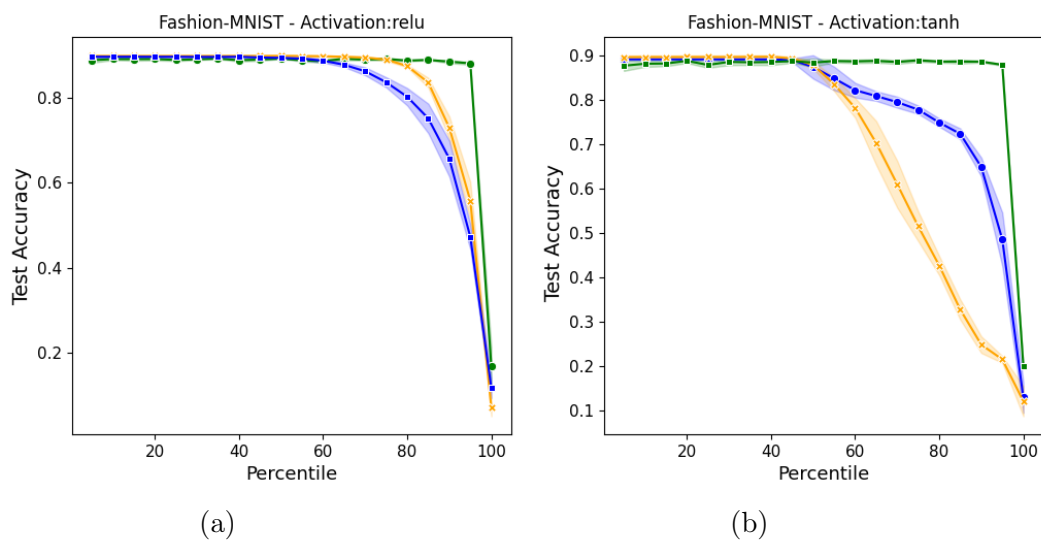 Fashion-MNIST - Activation:relu
Test Accuracy
0.8
0.6
0.4
0.2
20 40 60 80 100
Percentile
(a)
Fashion-MNIST - Activation:tanh
Test Accuracy
0.9
0.8
0.7
0.6
0.5
0.4
0.3
0.2
0.1
20 40 60 80 100
Percentile
(b)